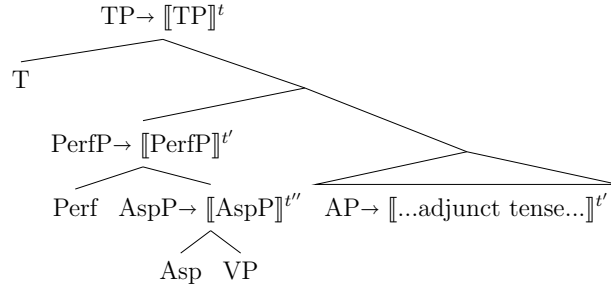 TP→ ⟦TP⟧ᵗ
T
PerfP→ ⟦PerfP⟧ᵗ′
Perf AspP→ ⟦AspP⟧ᵗ″ AP→ ⟦...adjunct tense...⟧ᵗ′
Asp VP